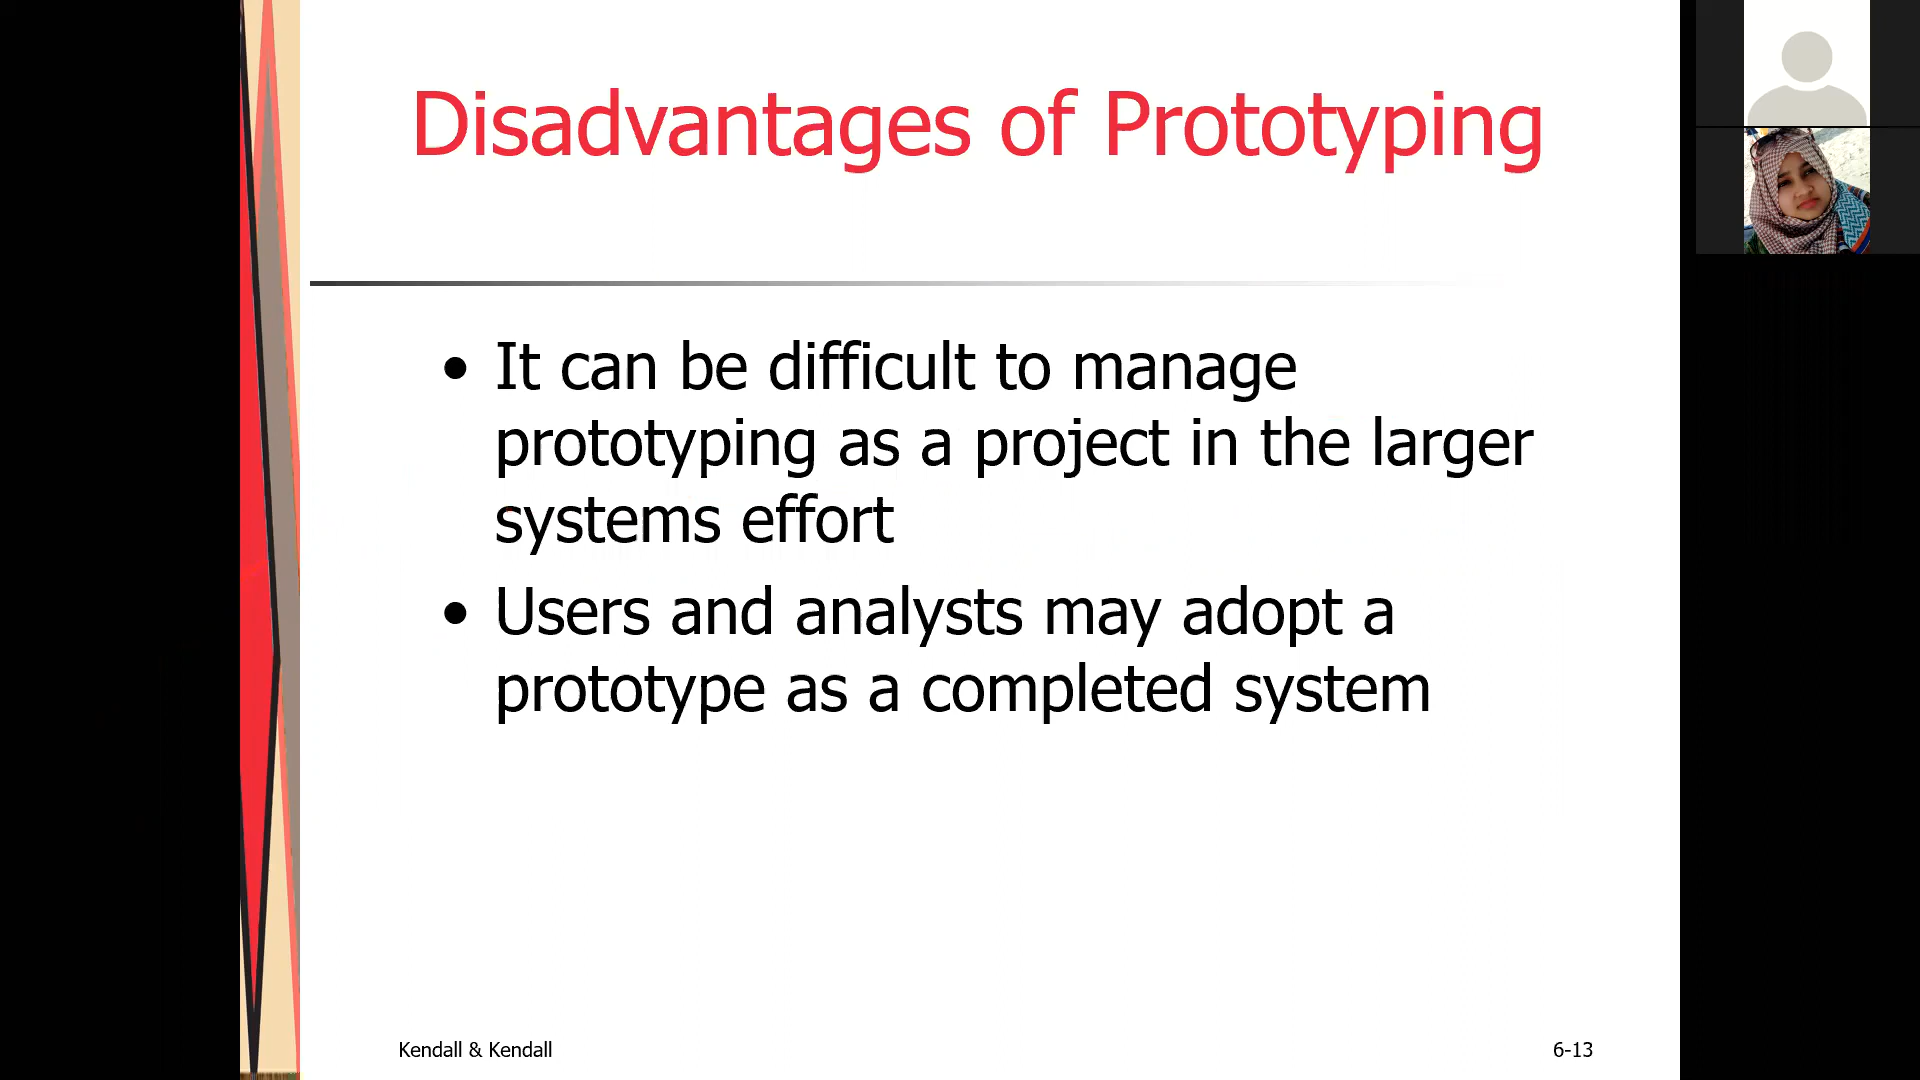 Disadvantages of Prototyping
• It can be difficult to manage
prototyping as a project in the larger
systems effort
• Users and analysts may adopt a
prototype as a completed system
Kendall & Kendall
6-13